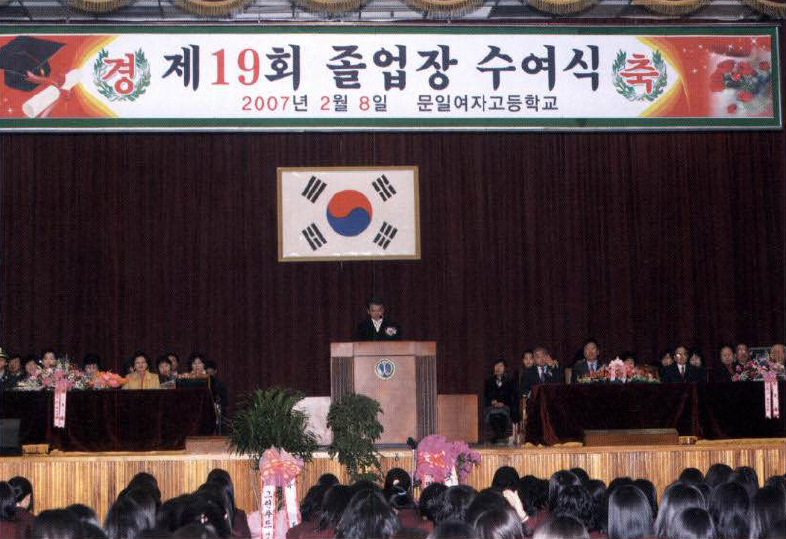 경 제19회 졸업장 수여식 축
2007년 2월 8일 문일여자고등학교